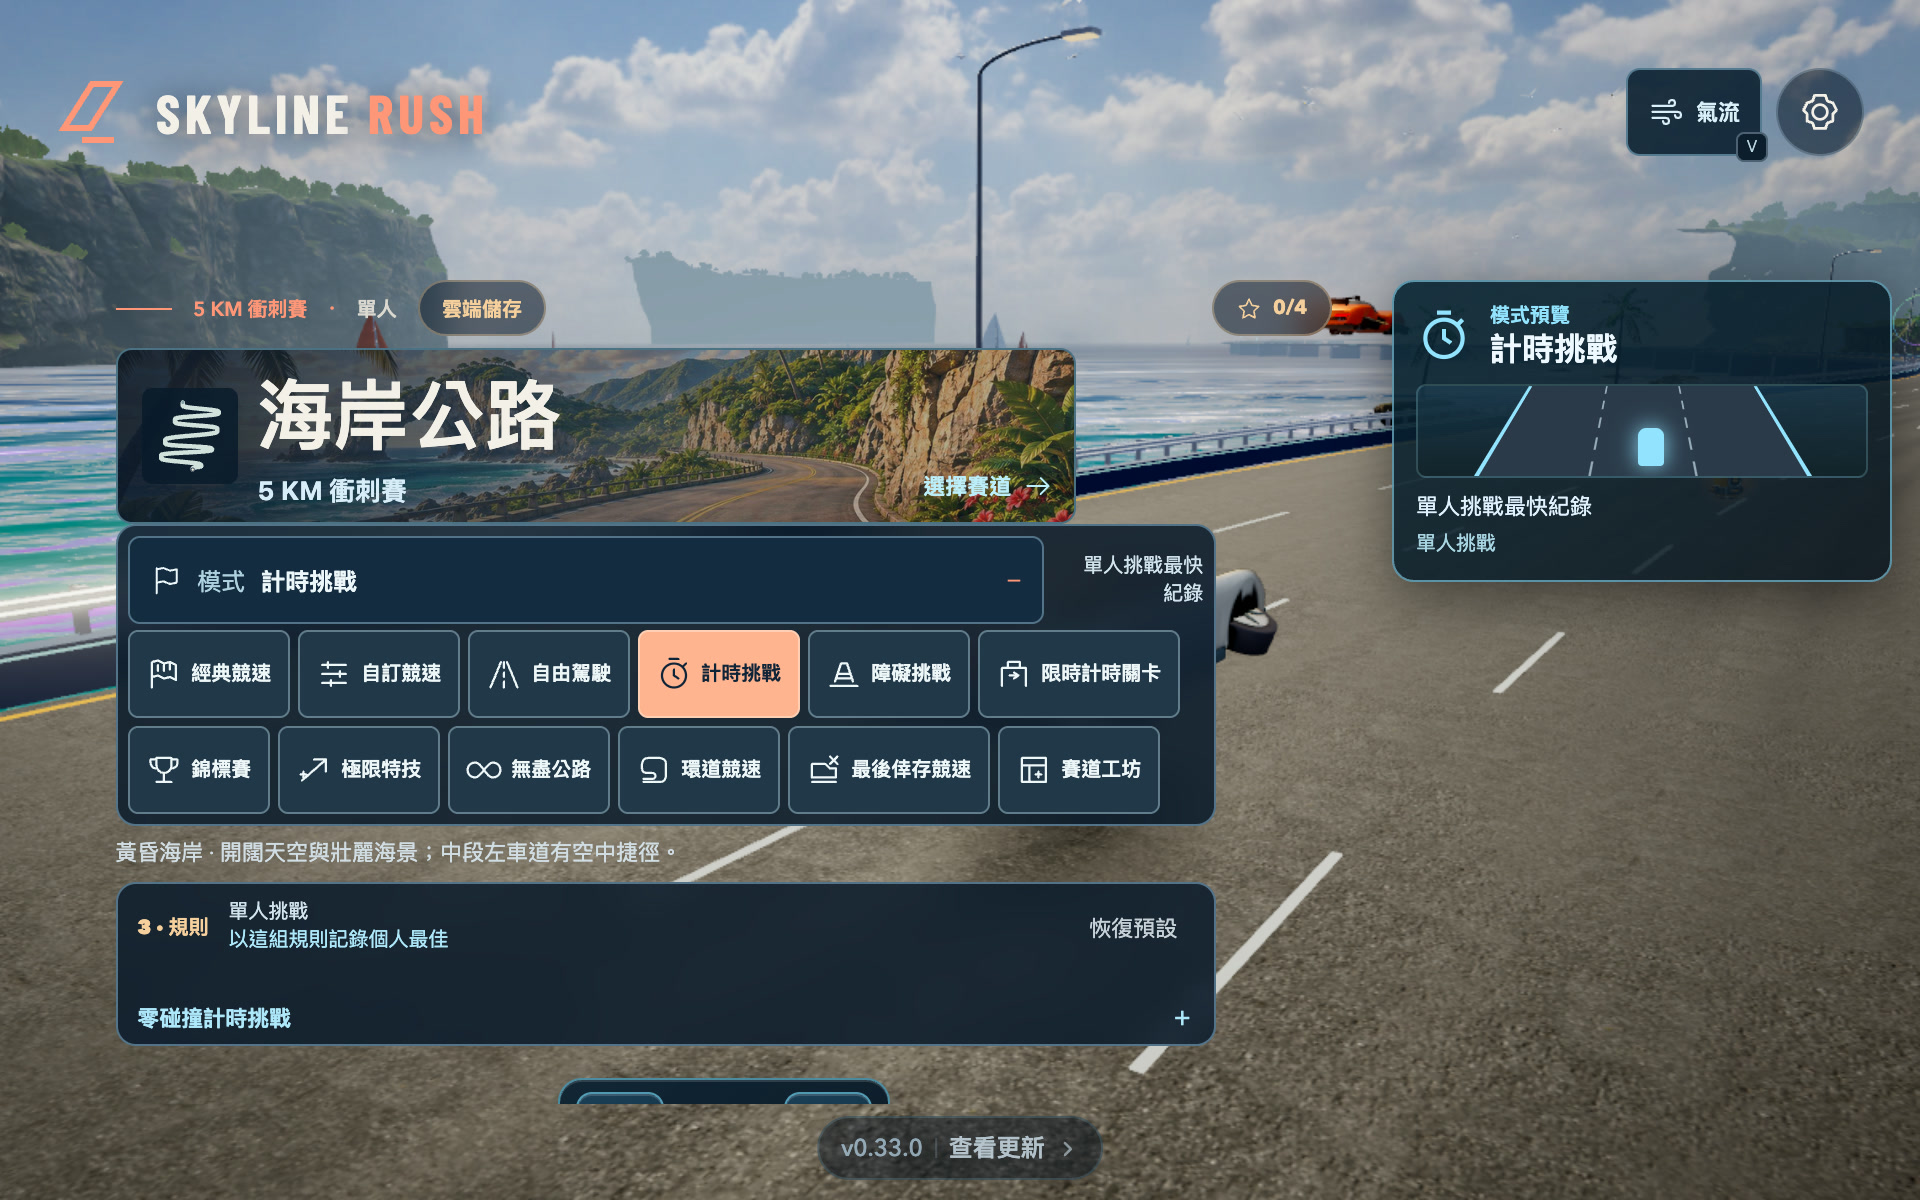 SKYLINE RUSH
氣流
V
5 KM 衝刺賽 · 單人
雲端儲存
0/4
海岸公路
5 KM 衝刺賽
選擇賽道 →
模式預覽
計時挑戰
單人挑戰最快紀錄
單人挑戰
模式 計時挑戰 −
單人挑戰最快
紀錄
經典競速
自訂競速
自由駕駛
計時挑戰
障礙挑戰
限時計時關卡
錦標賽
極限特技
無盡公路
環道競速
最後倖存競速
賽道工坊
黃昏海岸 · 開闊天空與壯麗海景；中段左車道有空中捷徑。
3 • 規則
單人挑戰
以這組規則記錄個人最佳
恢復預設
零碰撞計時挑戰 +
v0.33.0 | 查看更新 >